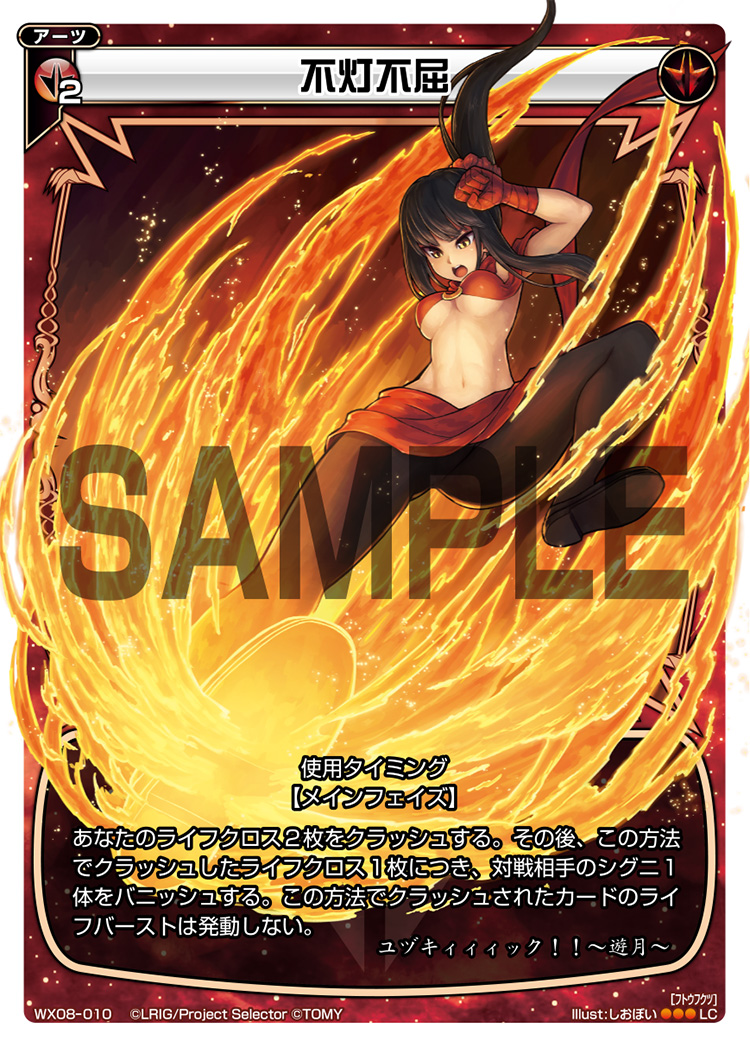 アーツ
2
不灯不屈
SAMPLE
使用タイミング
【メインフェイズ】
あなたのライフクロス2枚をクラッシュする。その後、この方法
でクラッシュしたライフクロス1枚につき、対戦相手のシグニ1
体をバニッシュする。この方法でクラッシュされたカードのライ
フバーストは発動しない。
ユヅキィィィィック!!~遊月~
[フトウフクツ]
WX08-010 ©LRIG/Project Selector ©TOMY
Illust:しおぼい LC